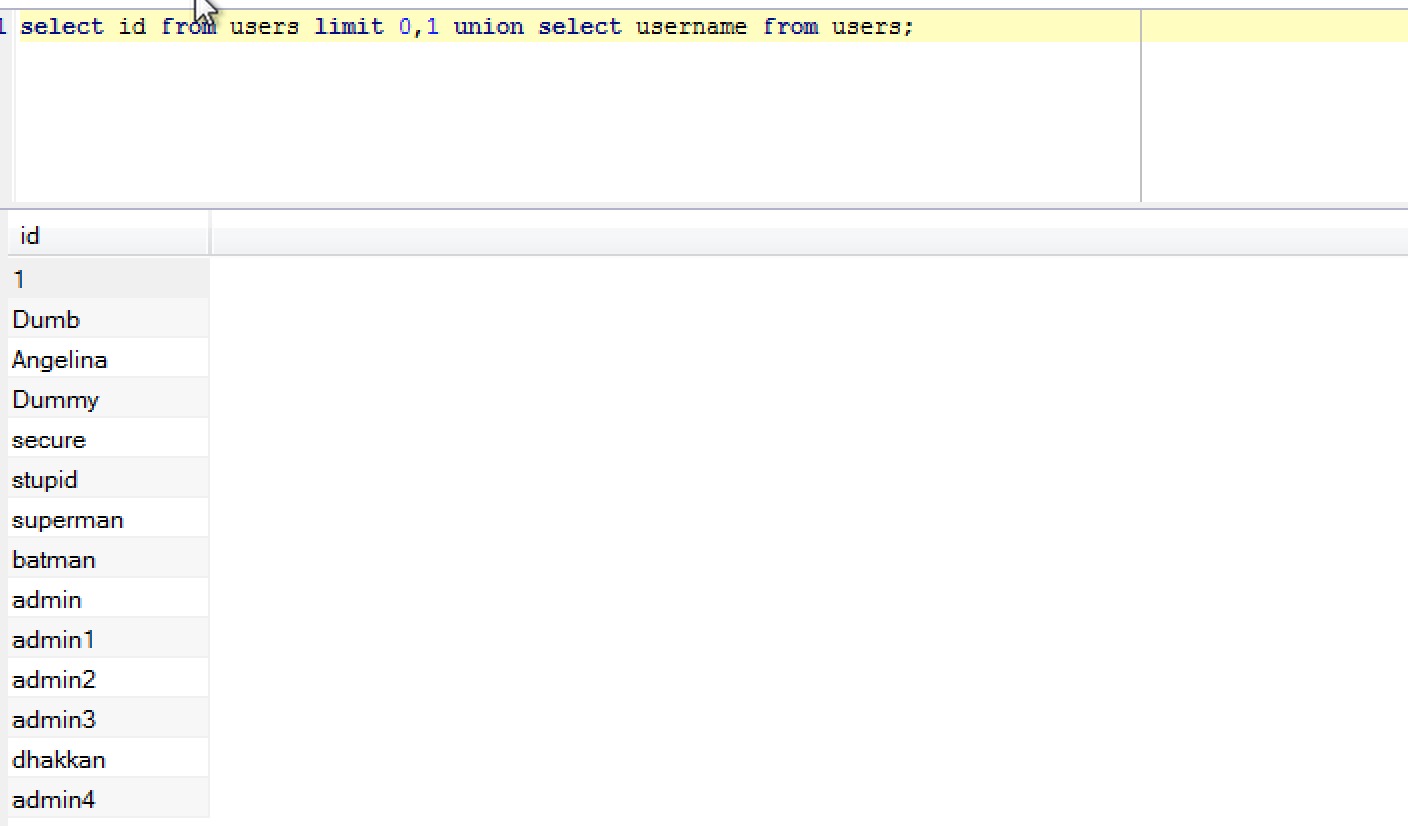 1 select id from users limit 0,1 union select username from users;
id
1
Dumb
Angelina
Dummy
secure
stupid
superman
batman
admin
admin1
admin2
admin3
dhakkan
admin4